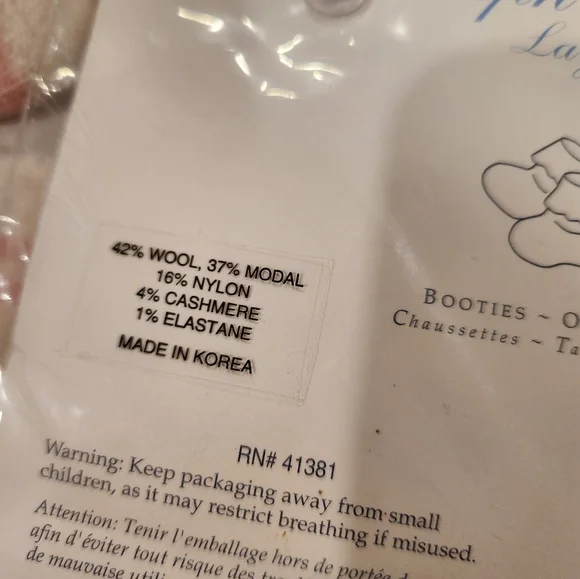 42% WOOL, 37% MODAL
16% NYLON
4% CASHMERE
1% ELASTANE
MADE IN KOREA
BOOTIES ~
Chaussettes ~
RN# 41381
Warning: Keep packaging away from small
children, as it may restrict breathing if misused.
Attention: Tenir l'emballage hors de portée
afin d'éviter tout risque des
de mauvaise